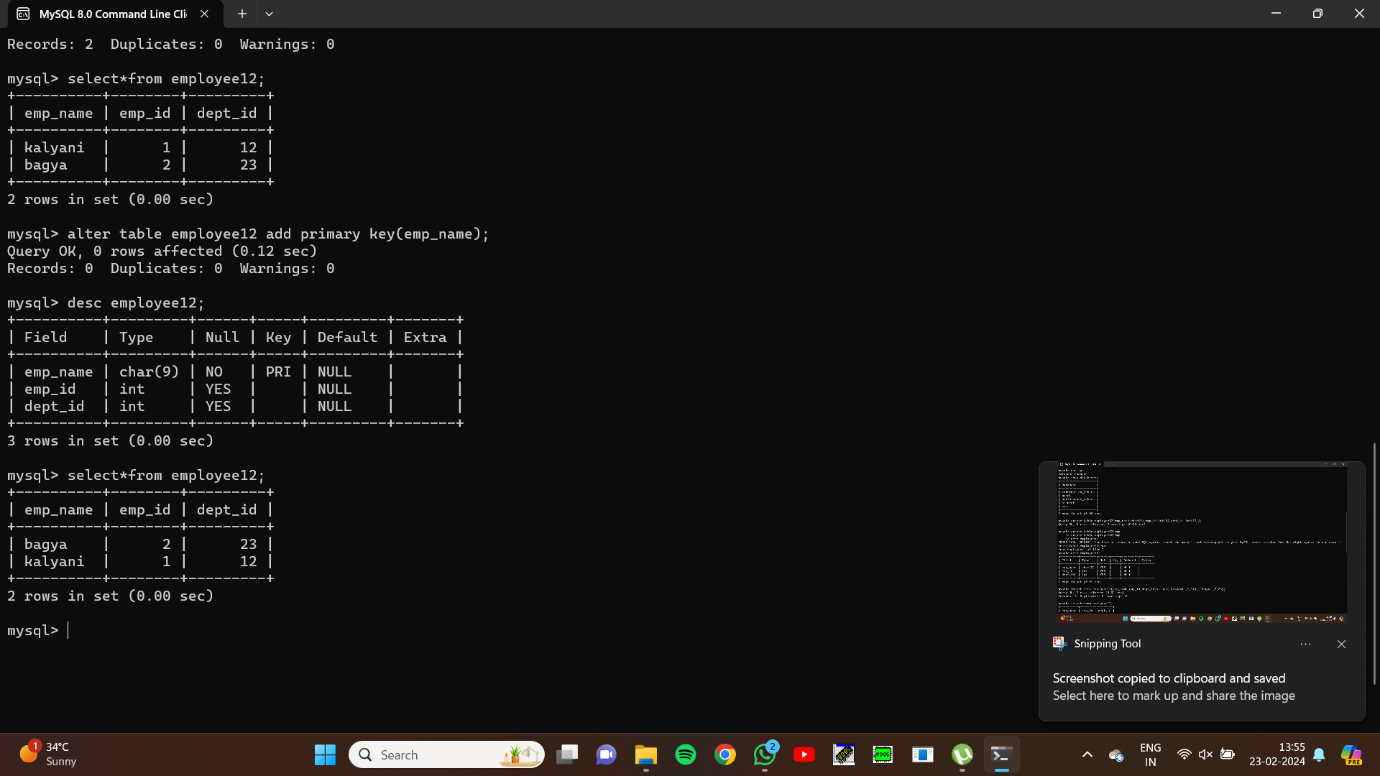 MySQL 8.0 Command Line Cli
Records: 2  Duplicates: 0  Warnings: 0
mysql> select*from employee12;
+----------+--------+---------+
| emp_name | emp_id | dept_id |
+----------+--------+---------+
| kalyani  |      1 |      12 |
| bagya    |      2 |      23 |
+----------+--------+---------+
2 rows in set (0.00 sec)
mysql> alter table employee12 add primary key(emp_name);
Query OK, 0 rows affected (0.12 sec)
Records: 0  Duplicates: 0  Warnings: 0
mysql> desc employee12;
+----------+---------+------+-----+---------+-------+
| Field    | Type    | Null | Key | Default | Extra |
+----------+---------+------+-----+---------+-------+
| emp_name | char(9) | NO   | PRI | NULL    |       |
| emp_id   | int     | YES  |     | NULL    |       |
| dept_id  | int     | YES  |     | NULL    |       |
+----------+---------+------+-----+---------+-------+
3 rows in set (0.00 sec)
mysql> select*from employee12;
+----------+--------+---------+
| emp_name | emp_id | dept_id |
+----------+--------+---------+
| bagya    |      2 |      23 |
| kalyani  |      1 |      12 |
+----------+--------+---------+
2 rows in set (0.00 sec)
mysql>
Snipping Tool
Screenshot copied to clipboard and saved
Select here to mark up and share the image
1
34°C
Sunny
Search
2
ENG
IN
13:55
23-02-2024
PRE